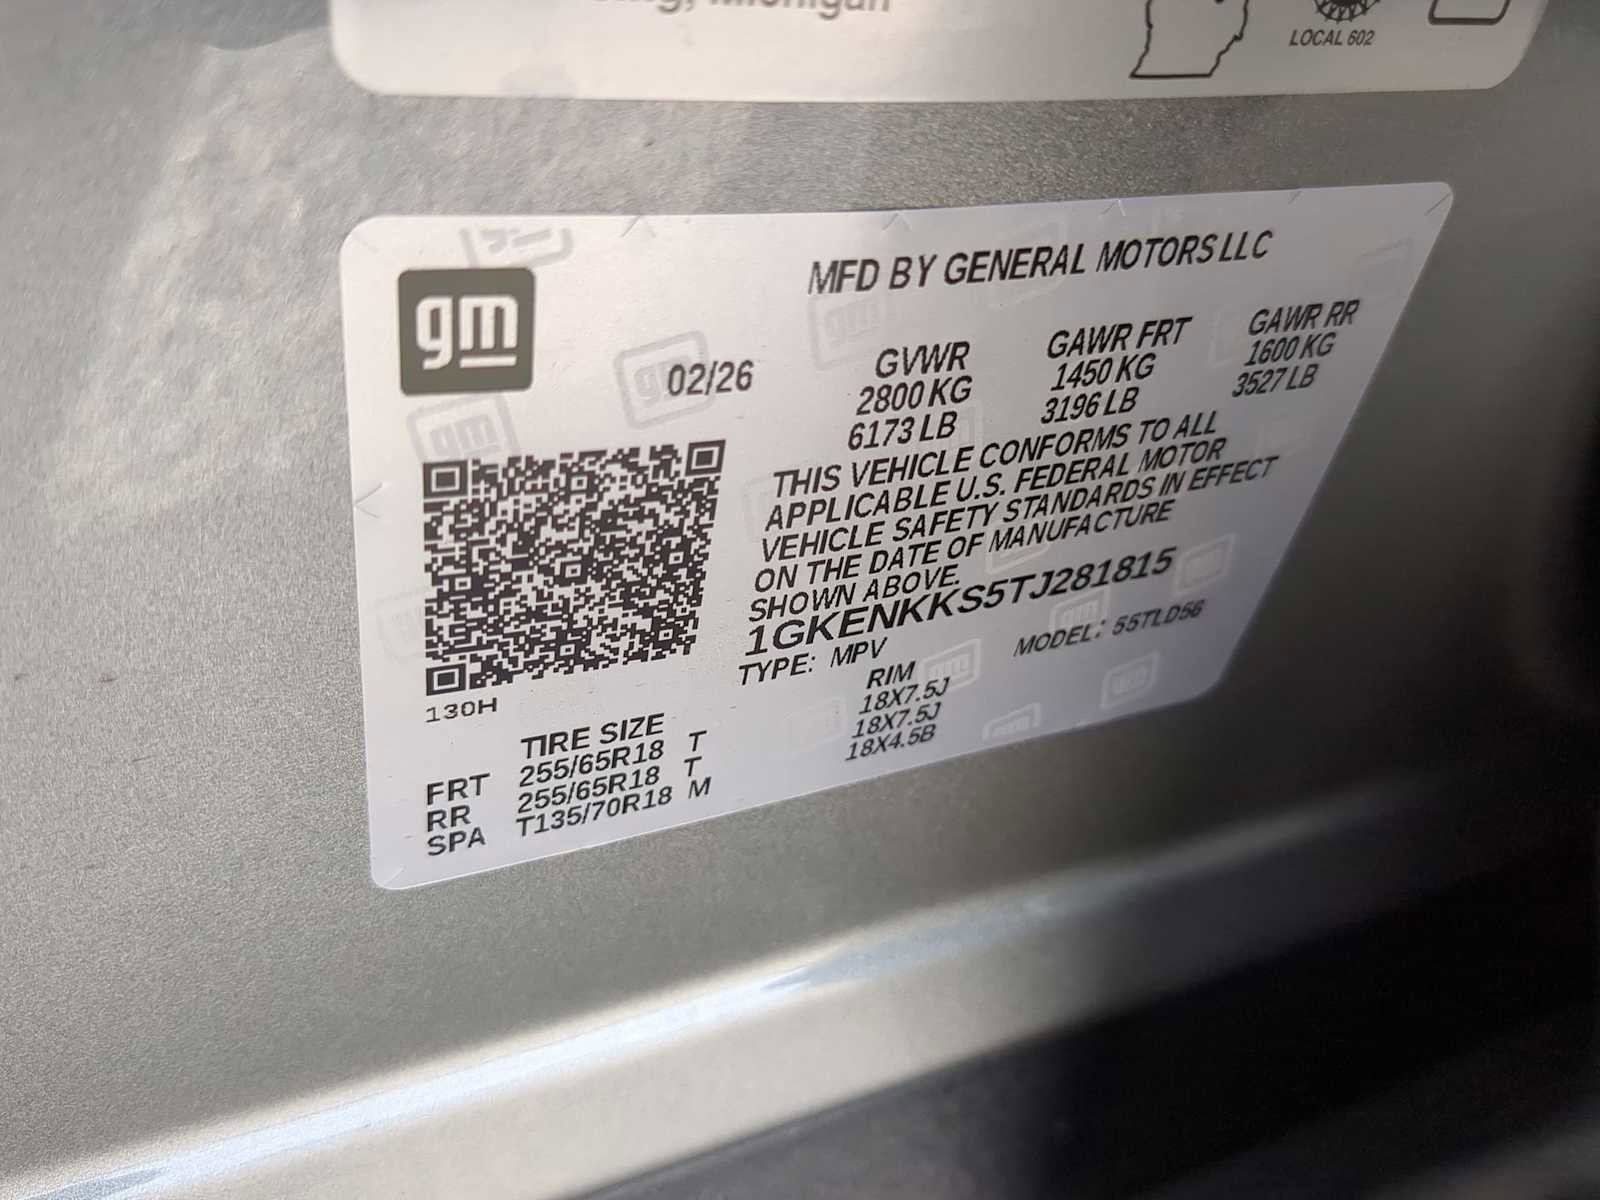 Michigan
LOCAL 602
gm
MFD BY GENERAL MOTORS LLC
02/26
GVWR GAWR FRT GAWR RR
2800 KG 1450 KG 1600 KG
6173 LB 3196 LB 3527 LB
THIS VEHICLE CONFORMS TO ALL
APPLICABLE U.S. FEDERAL MOTOR
VEHICLE SAFETY STANDARDS IN EFFECT
ON THE DATE OF MANUFACTURE
SHOWN ABOVE.
1GKENKKS5TJ281815
TYPE: MPV MODEL: 55TLD56
130H
TIRE SIZE RIM
FRT 255/65R18 T 18X7.5J
RR 255/65R18 T 18X7.5J
SPA T135/70R18 M 18X4.5B